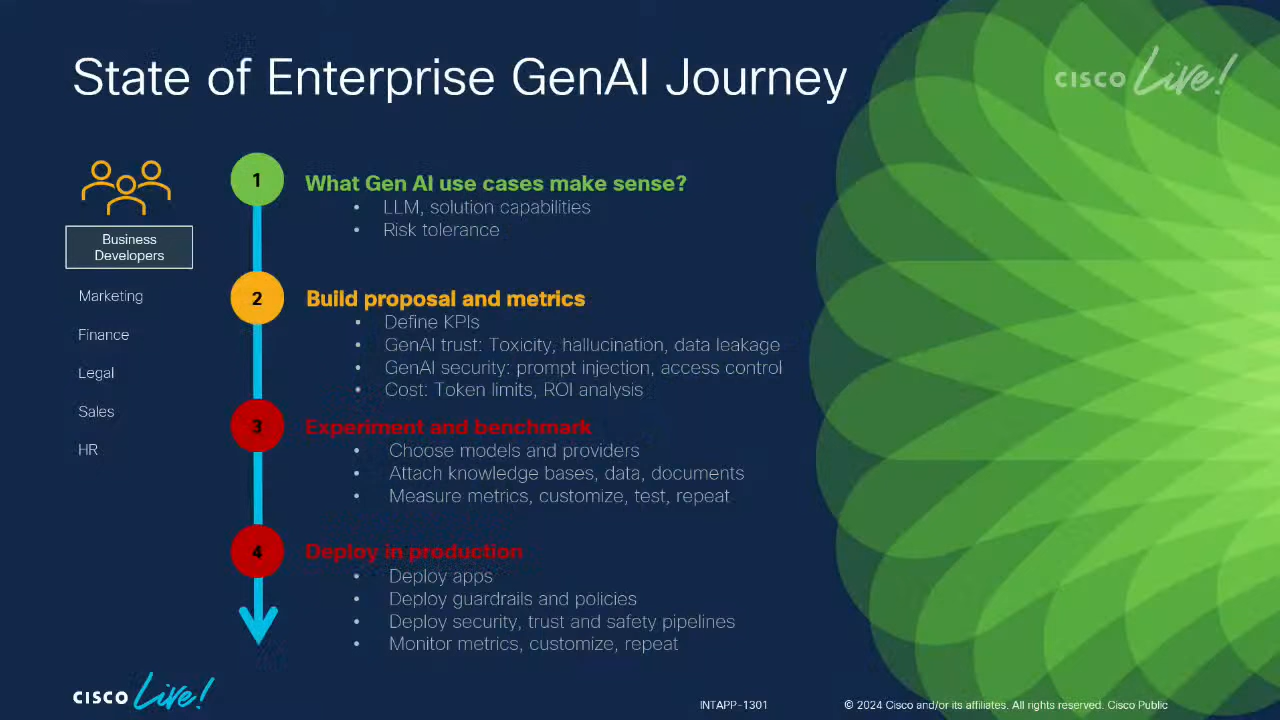 State of Enterprise GenAI Journey
CISCO Live!
Business
Developers
Marketing
Finance
Legal
Sales
HR
1
What Gen AI use cases make sense?
• LLM, solution capabilities
• Risk tolerance
2
Build proposal and metrics
• Define KPIs
• GenAI trust: Toxicity, hallucination, data leakage
• GenAI security: prompt injection, access control
• Cost: Token limits, ROI analysis
3
Experiment and benchmark
• Choose models and providers
• Attach knowledge bases, data, documents
• Measure metrics, customize, test, repeat
4
Deploy in production
• Deploy apps
• Deploy guardrails and policies
• Deploy security, trust and safety pipelines
• Monitor metrics, customize, repeat
CISCO Live!
INTAPP-1301
© 2024 Cisco and/or its affiliates. All rights reserved. Cisco Public